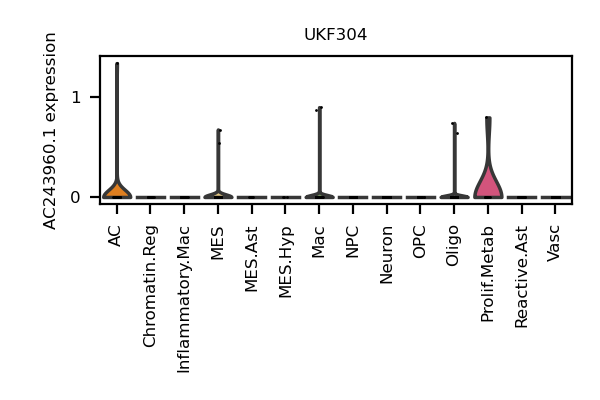 UKF304
AC243960.1 expression
1
0
AC
Chromatin.Reg
Inflammatory.Mac
MES
MES.Ast
MES.Hyp
Mac
NPC
Neuron
OPC
Oligo
Prolif.Metab
Reactive.Ast
Vasc